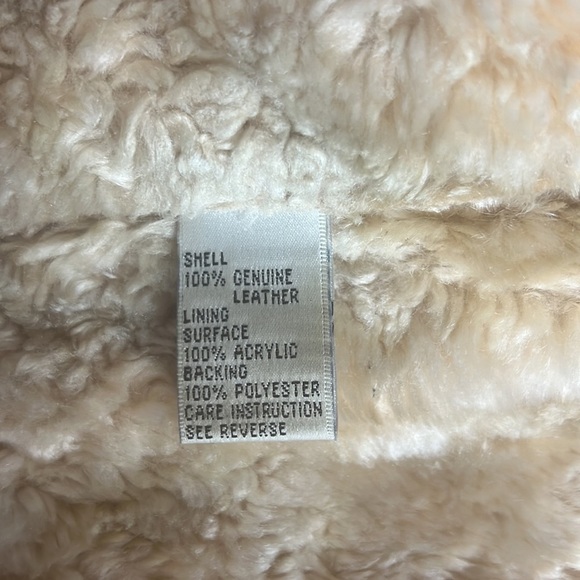 SHELL
100% GENUINE
LEATHER
LINING
SURFACE
100% ACRYLIC
BACKING
100% POLYESTER
CARE INSTRUCTION
SEE REVERSE